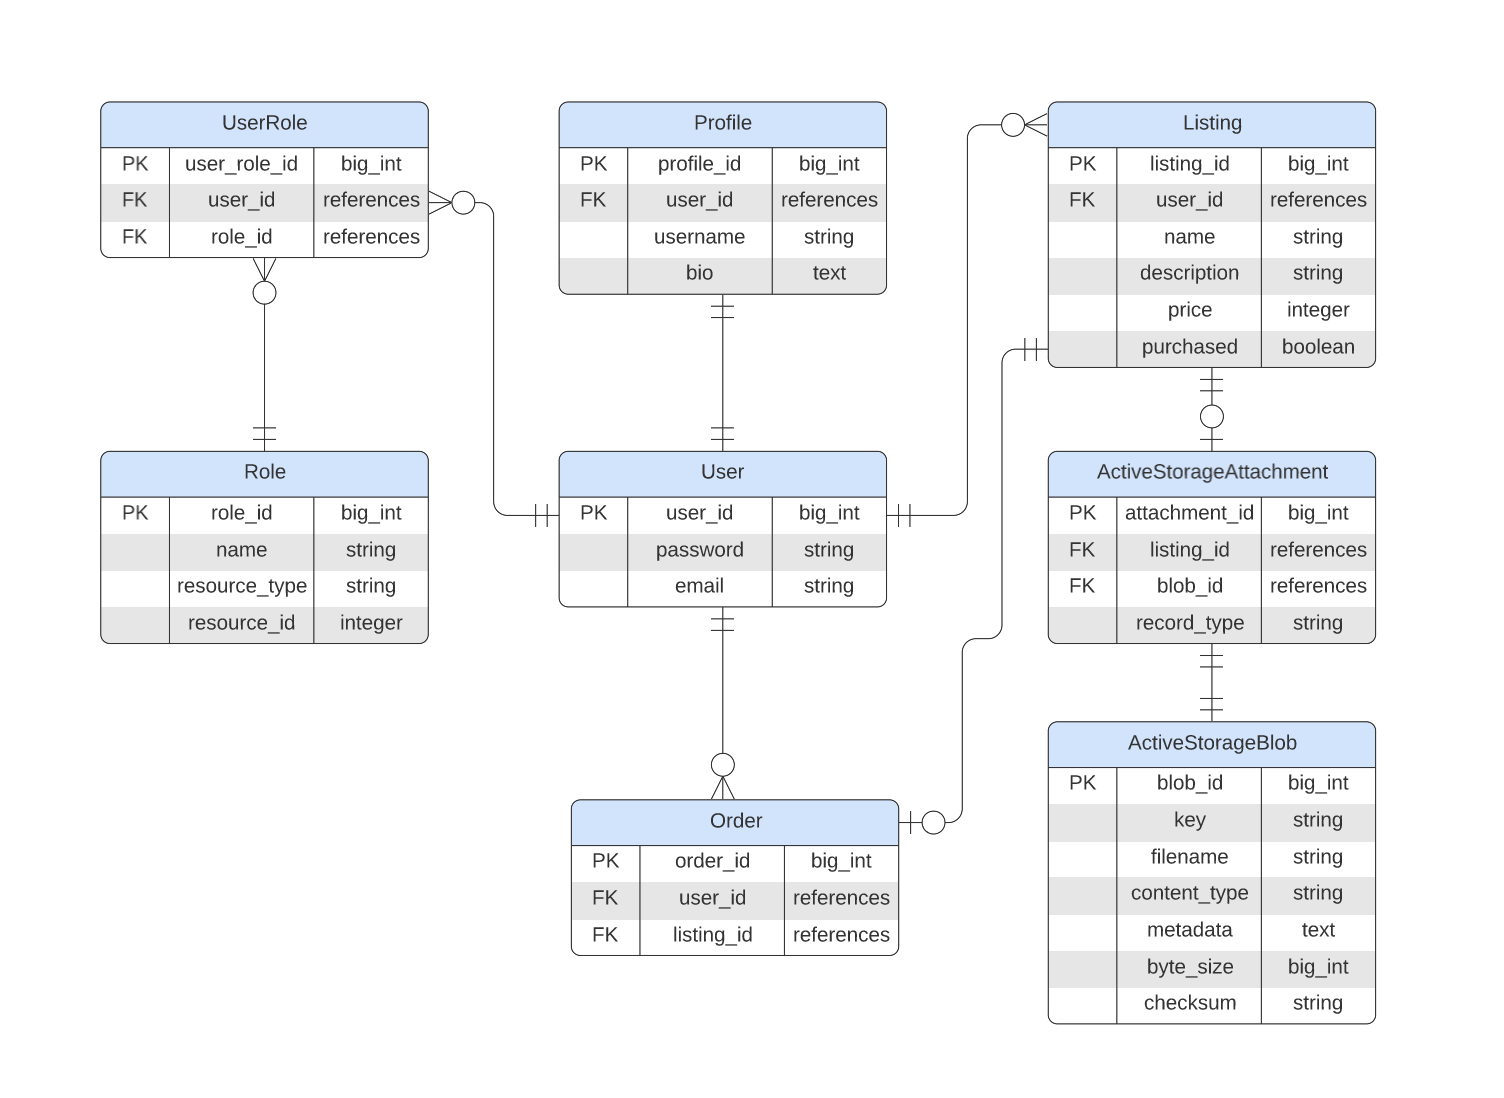 UserRole
PK user_role_id big_int
FK user_id references
FK role_id references
Profile
PK profile_id big_int
FK user_id references
username string
bio text
Listing
PK listing_id big_int
FK user_id references
name string
description string
price integer
purchased boolean
Role
PK role_id big_int
name string
resource_type string
resource_id integer
User
PK user_id big_int
password string
email string
ActiveStorageAttachment
PK attachment_id big_int
FK listing_id references
FK blob_id references
record_type string
Order
PK order_id big_int
FK user_id references
FK listing_id references
ActiveStorageBlob
PK blob_id big_int
key string
filename string
content_type string
metadata text
byte_size big_int
checksum string